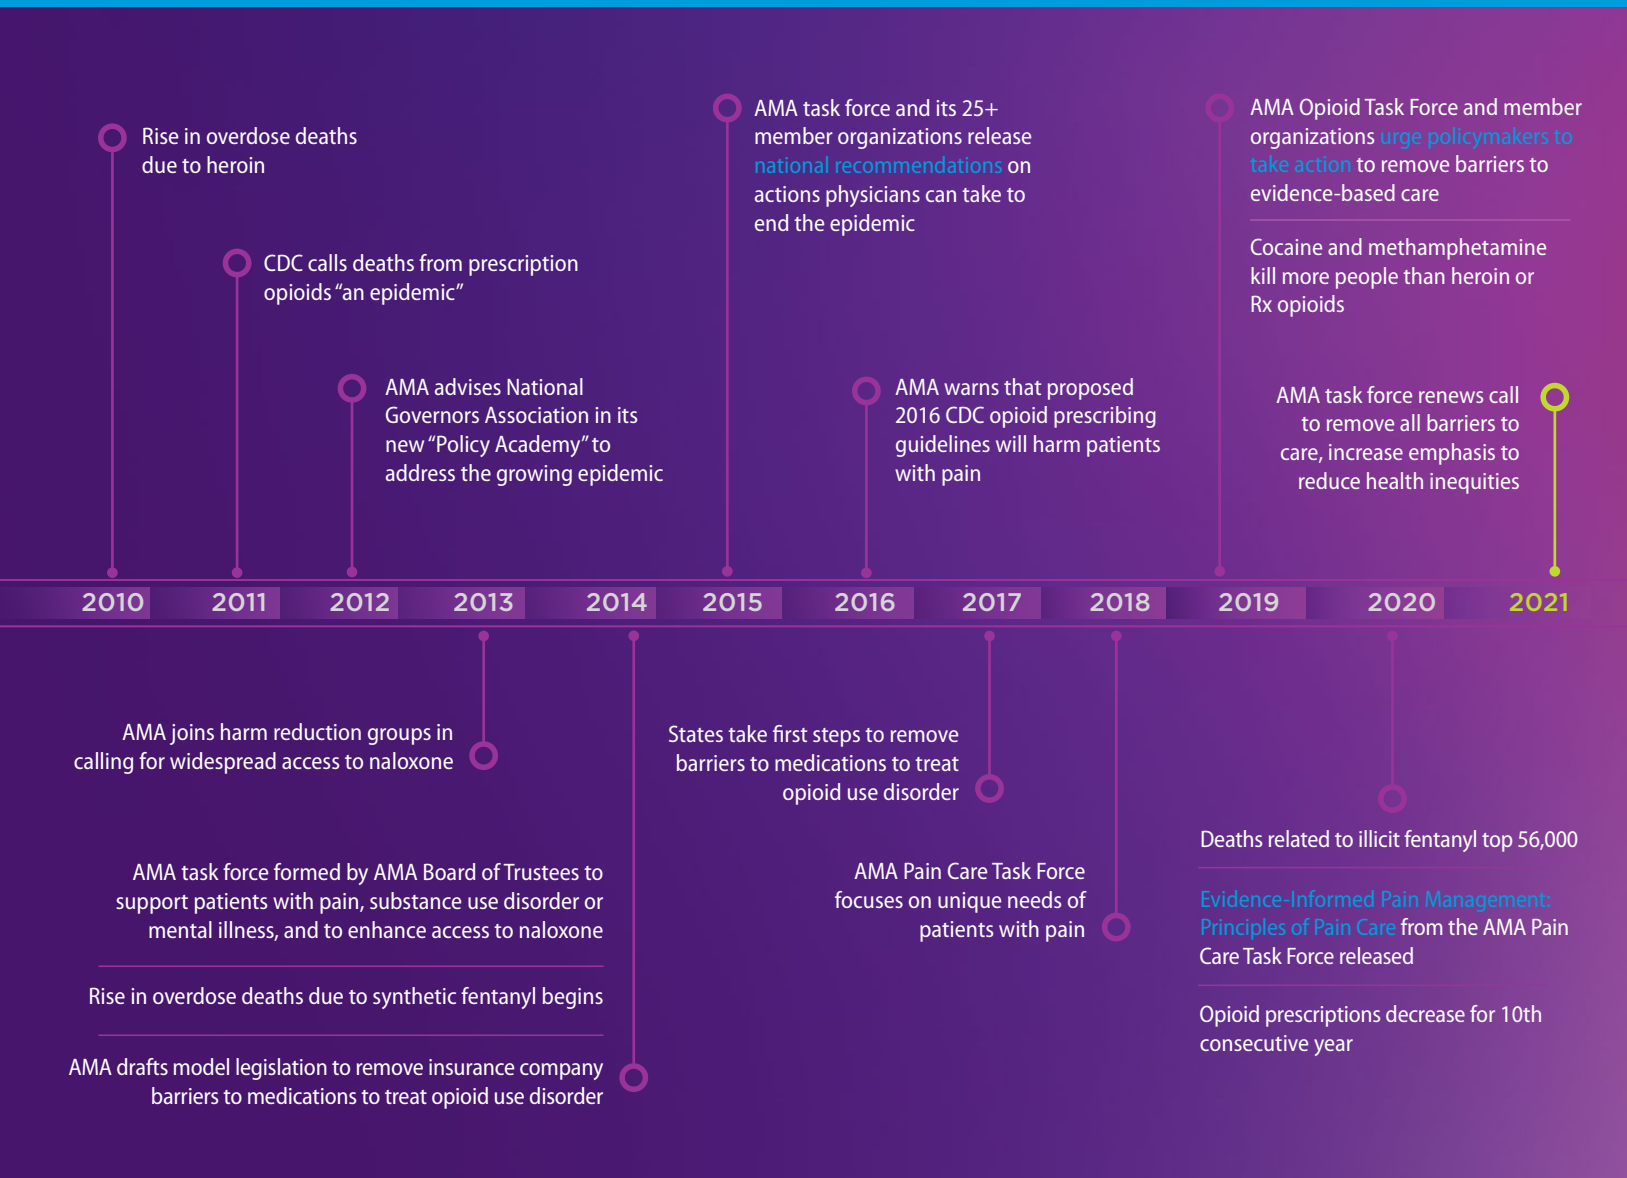 Rise in overdose deaths
due to heroin
CDC calls deaths from prescription
opioids “an epidemic”
AMA advises National
Governors Association in its
new “Policy Academy” to
address the growing epidemic
AMA task force and its 25+
member organizations release
national recommendations on
actions physicians can take to
end the epidemic
AMA warns that proposed
2016 CDC opioid prescribing
guidelines will harm patients
with pain
AMA Opioid Task Force and member
organizations urge policymakers to
take action to remove barriers to
evidence-based care
Cocaine and methamphetamine
kill more people than heroin or
Rx opioids
AMA task force renews call
to remove all barriers to
care, increase emphasis to
reduce health inequities
2010 2011 2012 2013 2014 2015 2016 2017 2018 2019 2020 2021
AMA joins harm reduction groups in
calling for widespread access to naloxone
AMA task force formed by AMA Board of Trustees to
support patients with pain, substance use disorder or
mental illness, and to enhance access to naloxone
Rise in overdose deaths due to synthetic fentanyl begins
AMA drafts model legislation to remove insurance company
barriers to medications to treat opioid use disorder
States take first steps to remove
barriers to medications to treat
opioid use disorder
AMA Pain Care Task Force
focuses on unique needs of
patients with pain
Deaths related to illicit fentanyl top 56,000
Evidence-Informed Pain Management:
Principles of Pain Care from the AMA Pain
Care Task Force released
Opioid prescriptions decrease for 10th
consecutive year